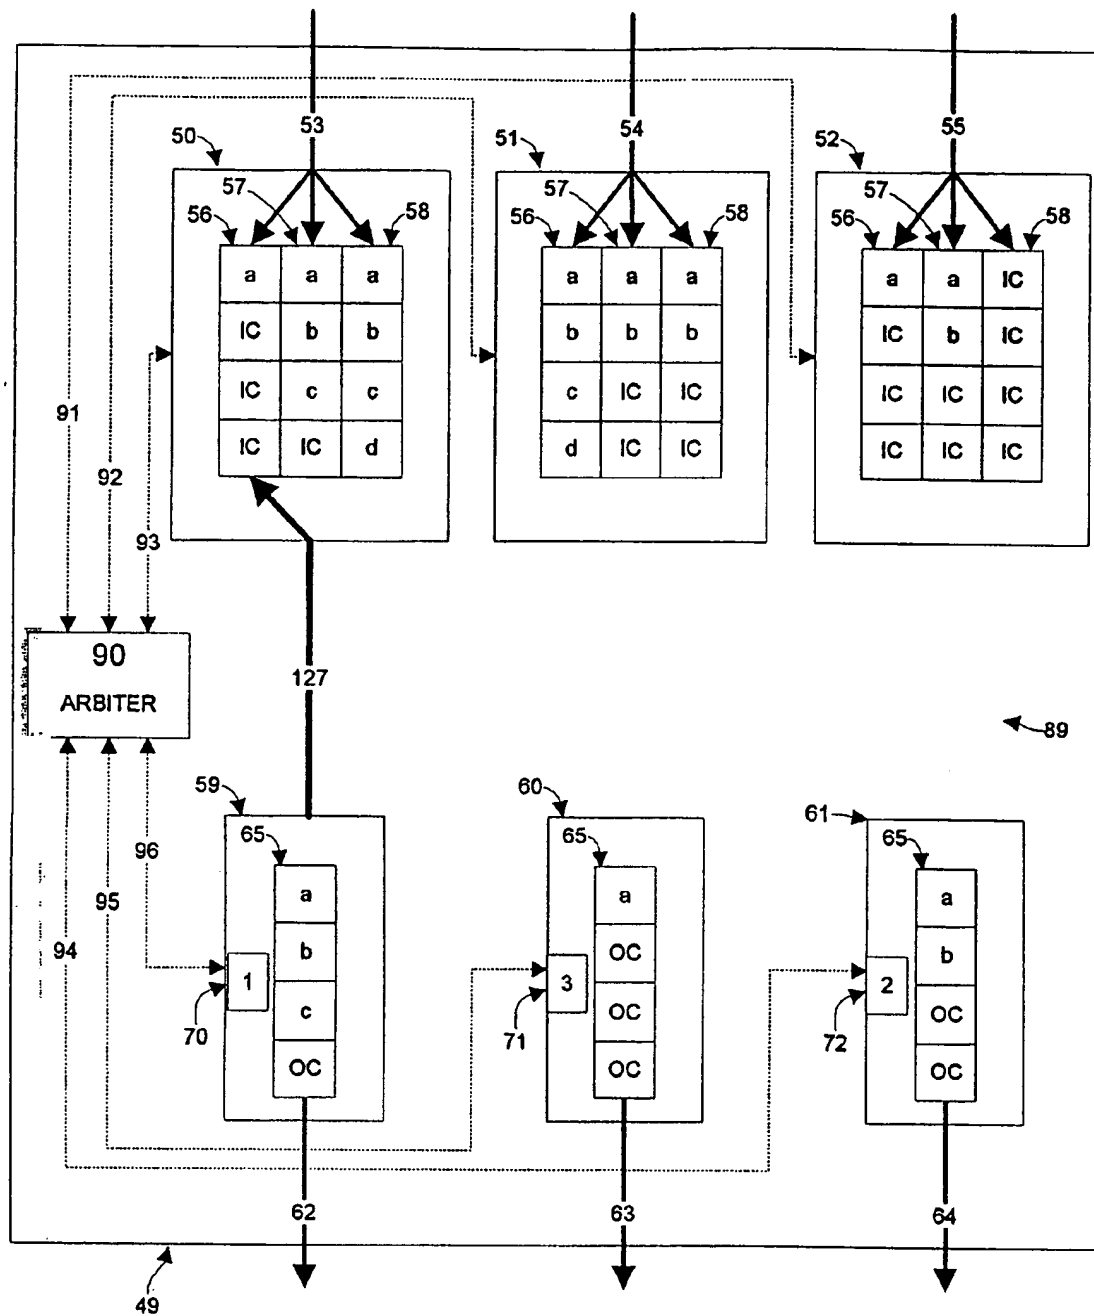 53
54
55
50
51
52
57
57
57
56
58
56
58
56
58
a a a
IC b b
IC c c
IC IC d
a a a
b b b
c IC IC
d IC IC
a a IC
IC b IC
IC IC IC
IC IC IC
91
92
93
90
ARBITER
127
89
59
60
61
65
65
65
96
95
94
a
b
c
OC
a
OC
OC
OC
a
b
OC
OC
1
3
2
70
71
72
62
63
64
49